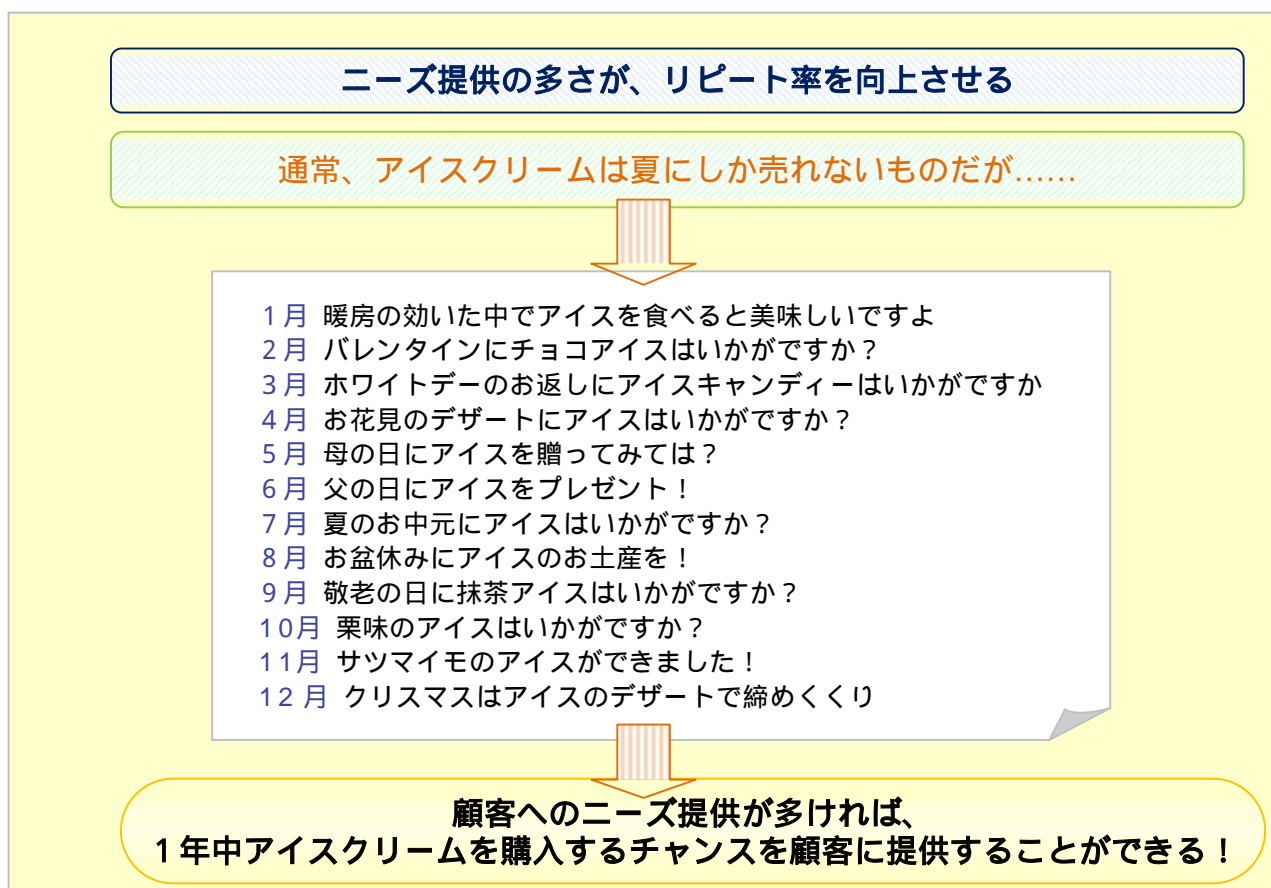 ニーズ提供の多さが、リピート率を向上させる
通常、アイスクリームは夏にしか売れないものだが……
1月 暖房の効いた中でアイスを食べると美味しいですよ
2月 バレンタインにチョコアイスはいかがですか？
3月 ホワイトデーのお返しにアイスキャンディーはいかがですか
4月 お花見のデザートにアイスはいかがですか？
5月 母の日にアイスを贈ってみては？
6月 父の日にアイスをプレゼント！
7月 夏のお中元にアイスはいかがですか？
8月 お盆休みにアイスのお土産を！
9月 敬老の日に抹茶アイスはいかがですか？
10月 栗味のアイスはいかがですか？
11月 サツマイモのアイスができました！
12月 クリスマスはアイスのデザートで締めくくり
顧客へのニーズ提供が多ければ、
1年中アイスクリームを購入するチャンスを顧客に提供することができる！